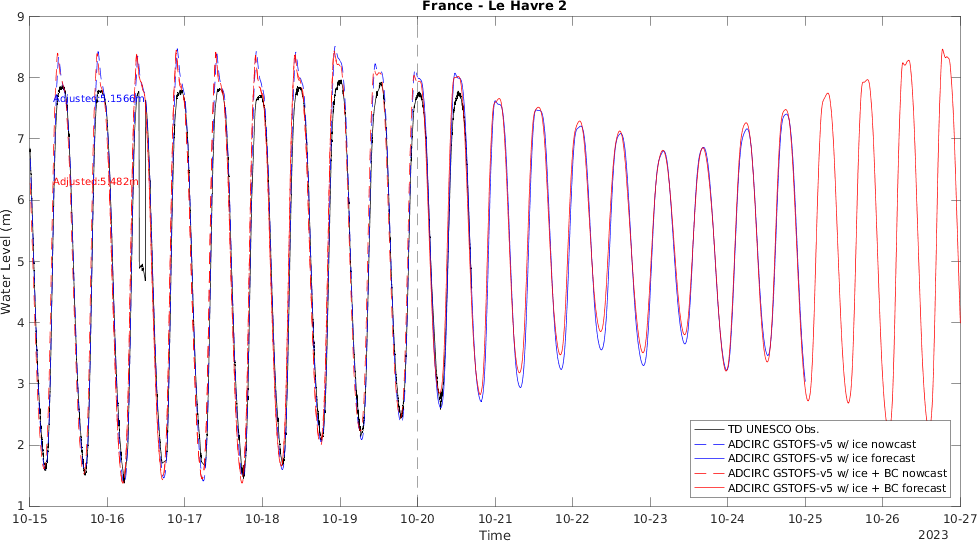 France - Le Havre 2
Water Level (m)
9
8
7
6
5
4
3
2
1
Adjusted:5.1566m
Adjusted:5.482m
TD UNESCO Obs.
ADCIRC GSTOFS-v5 w/ ice nowcast
ADCIRC GSTOFS-v5 w/ ice forecast
ADCIRC GSTOFS-v5 w/ ice + BC nowcast
ADCIRC GSTOFS-v5 w/ ice + BC forecast
10-15 10-16 10-17 10-18 10-19 10-20 10-21 10-22 10-23 10-24 10-25 10-26 10-27
Time
2023